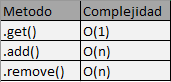 Metodo Complejidad
.get() O(1)
.add() O(n)
.remove() O(n)